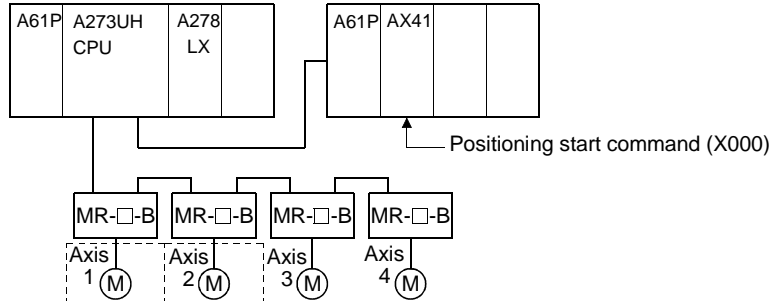 A61P A273UH CPU A278 LX
A61P AX41
Positioning start command (X000)
MR-□-B MR-□-B MR-□-B MR-□-B
Axis 1 M Axis 2 M Axis 3 M Axis 4 M